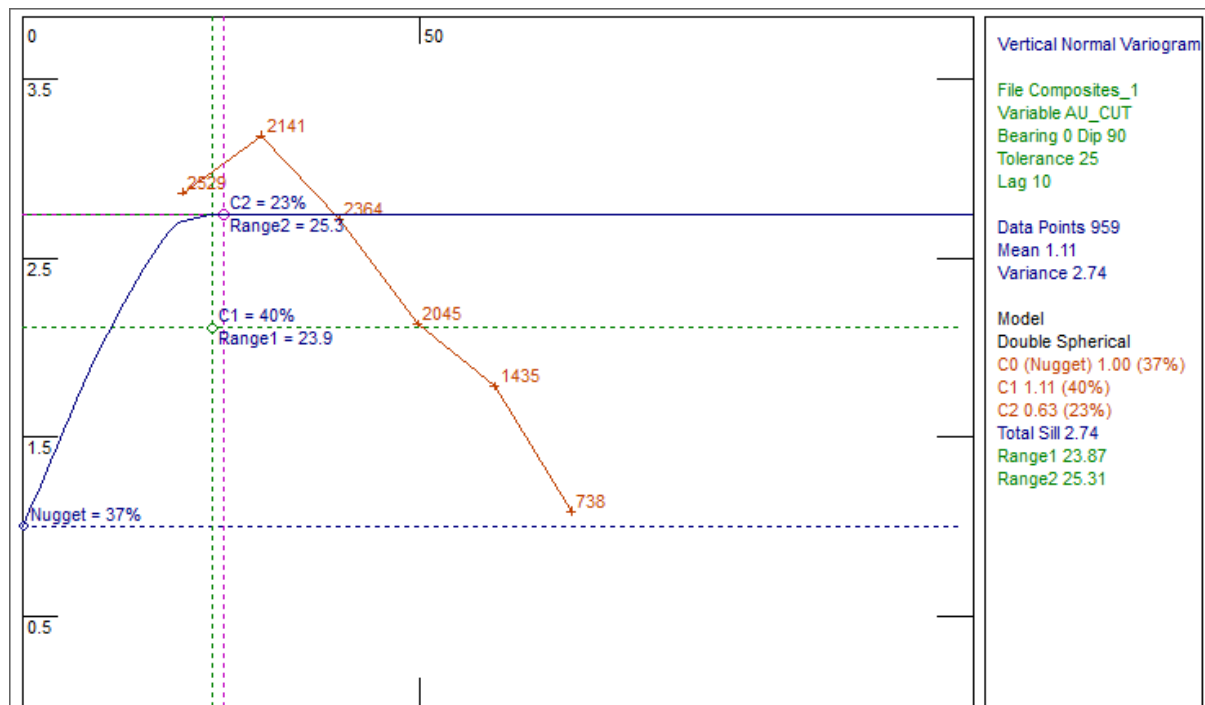 0
50
3.5
2141
2529
C2 = 23%
2364
Range2 = 25.3
2.5
C1 = 40%
2045
Range1 = 23.9
1435
1.5
738
Nugget = 37%
0.5
Vertical Normal Variogram
File Composites_1
Variable AU_CUT
Bearing 0 Dip 90
Tolerance 25
Lag 10
Data Points 959
Mean 1.11
Variance 2.74
Model
Double Spherical
C0 (Nugget) 1.00 (37%)
C1 1.11 (40%)
C2 0.63 (23%)
Total Sill 2.74
Range1 23.87
Range2 25.31